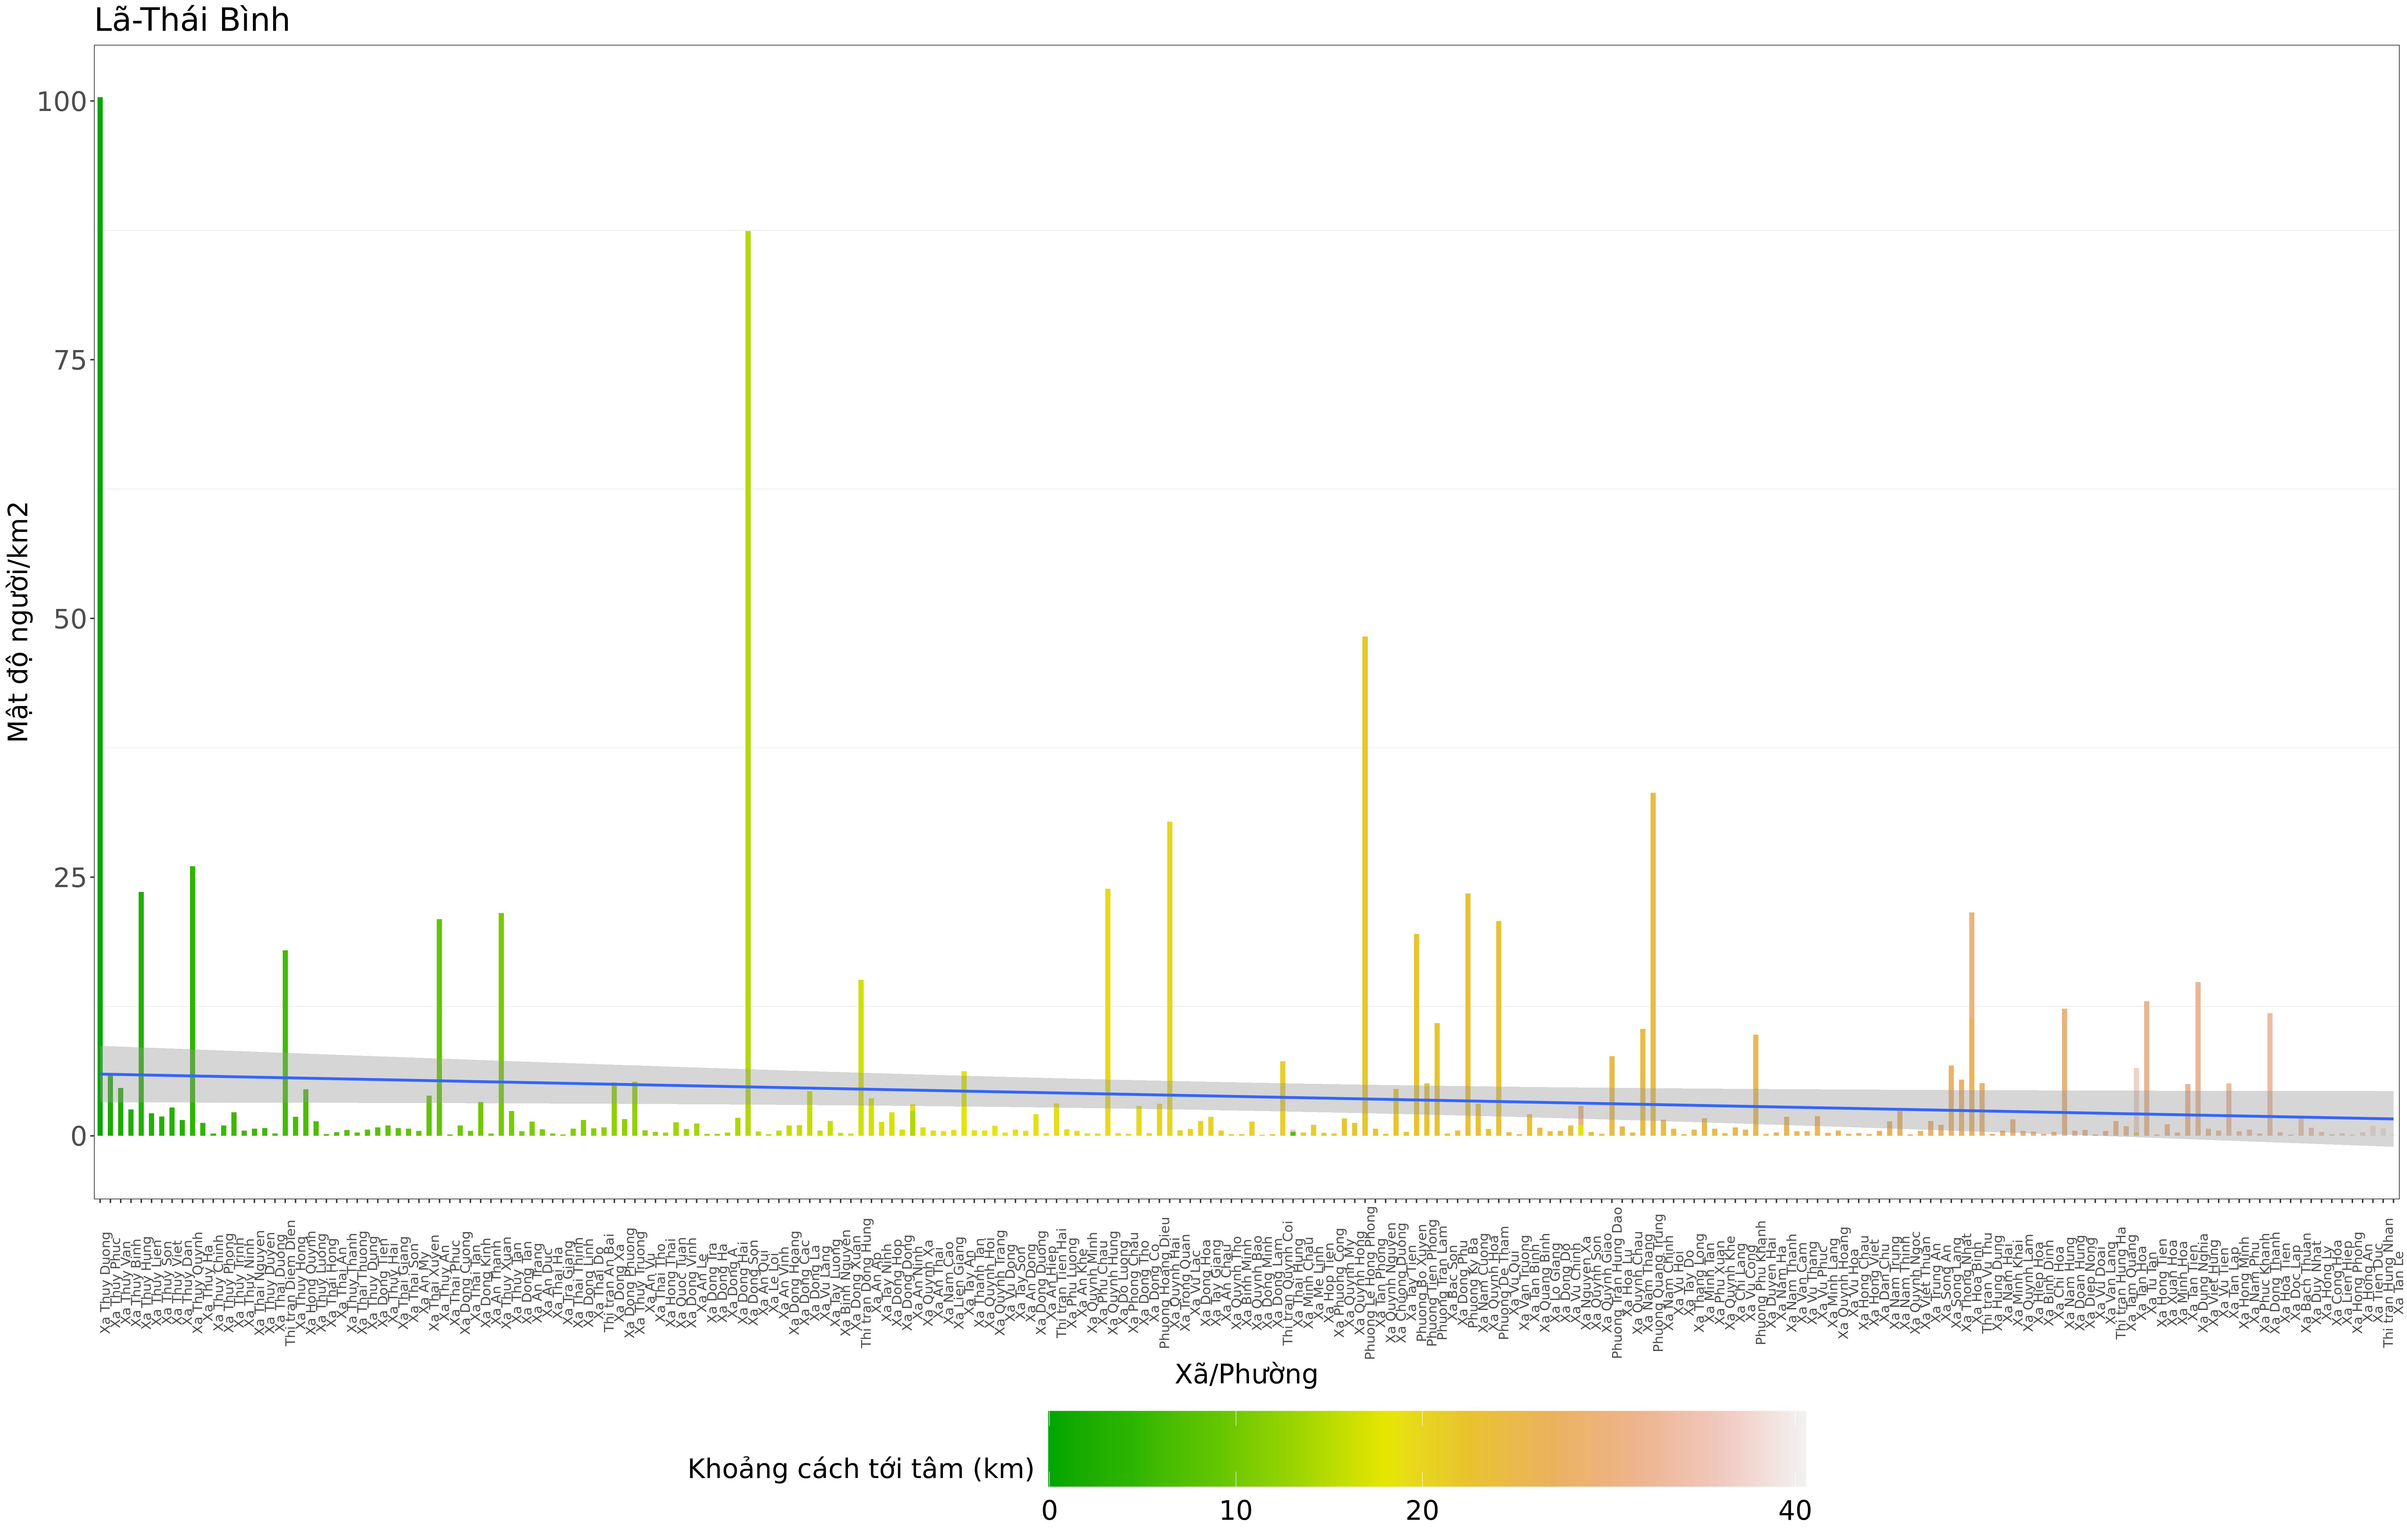 Lã-Thái Bình
Mật độ người/km2
100
75
50
25
0
Xa Thuy Duong
Xa Thuy Phuc
Xa Thuy Van
Xa Thuy Binh
Xa Thuy Hung
Xa Thuy Lien
Xa Thuy Son
Xa Thuy Viet
Xa Thuy Dan
Xa Thuy Quynh
Xa Thuy Ha
Xa Thuy Chinh
Xa Thuy Phong
Xa Thuy Trinh
Xa Thuy Ninh
Xa Thai Nguyen
Xa Thuy Duyen
Xa Thai Duong
Thi tran Diem Dien
Xa Thuy Hong
Xa Hong Quynh
Xa Thuy Luong
Xa Thai Hong
Xa Thai An
Xa Thuy Thanh
Xa Thai Thuong
Xa Thuy Dung
Xa Dong Tien
Xa Thuy Hai
Xa Thai Giang
Xa Thai Son
Xa An My
Xa Thai Xuyen
Xa Thuy An
Xa Thai Phuc
Xa Dong Cuong
Xa Thai Tan
Xa Dong Kinh
Xa An Thanh
Xa Thuy Xuan
Xa Thuy Tan
Xa Dong Tan
Xa An Trang
Xa An Du
Xa Thai Ha
Xa Tra Giang
Xa Thai Thinh
Xa Dong Linh
Xa Thai Do
Thi tran An Bai
Xa Dong Xa
Xa Dong Phuong
Xa Thuy Truong
Xa An Vu
Xa Thai Tho
Xa Hong Thai
Xa Quoc Tuan
Xa Dong Vinh
Xa An Le
Xa Dong Tra
Xa Dong Ha
Xa Dong A
Xa Dong Hai
Xa Dong Son
Xa An Qui
Xa Le Loi
Xa An Vinh
Xa Dong Hoang
Xa Dong Cac
Xa Dong La
Xa Vu Lang
Xa Tay Luong
Xa Binh Nguyen
Xa Dong Xuan
Thi tran Dong Hung
Xa An Ap
Xa Tay Ninh
Xa Dong Hop
Xa Dong Dong
Xa An Ninh
Xa Quynh Xa
Xa Am Thai
Xa Nam Cao
Xa Lien Giang
Xa Tay An
Xa Thanh Tan
Xa Quynh Hoi
Xa Quynh Trang
Xa Vu Dong
Xa Tay Son
Xa An Dong
Xa Dong Duong
Xa An Hiep
Thi tran Tien Hai
Xa Phu Luong
Xa An Khe
Xa Quynh Minh
Xa Phu Chau
Xa Quynh Hung
Xa Do Luong
Xa Phong Chau
Xa Dong Tho
Xa Dong Co
Phuong Hoang Dieu
Xa Quynh Hai
Xa Trong Quan
Xa Vu Lac
Xa Dong Hoa
Xa Tay Giang
Xa An Chau
Xa Quynh Tho
Xa Binh Minh
Xa Quynh Bao
Xa Dong Minh
Xa Dong Lam
Thi tran Quynh Coi
Xa Thai Hung
Xa Minh Chau
Xa Me Linh
Xa Hop Tien
Xa Phuong Cong
Xa Quynh My
Xa Quynh Hong
Phuong Le Hong Phong
Xa Tan Phong
Xa Quynh Nguyen
Xa Chuong Duong
Xa Tay Tien
Phuong Bo Xuyen
Phuong Tien Phong
Phuong Tran Lam
Xa Bac Son
Xa Dong Phu
Phuong Ky Ba
Xa Nam Cuong
Xa Quynh Hoa
Phuong De Tham
Xa Vu Qui
Xa An Boi
Xa Tan Binh
Xa Quang Binh
Xa Do Giang
Xa Dong Do
Xa Vu Chinh
Xa Nguyen Xa
Xa Quynh Son
Xa Quynh Giao
Phuong Tran Hung Dao
Xa Hoa Lu
Xa Quynh Chau
Xa Nam Thang
Phuong Quang Trung
Xa Nam Chinh
Xa Vu Hoi
Xa Tay Do
Xa Thang Long
Xa Minh Tan
Xa Phu Xuan
Xa Quynh Khe
Xa Chi Lang
Xa Vu Cong
Phuong Phu Khanh
Xa Duyen Hai
Xa Nam Ha
Xa Nam Thanh
Xa Van Cam
Xa Vu Thang
Xa Vu Phuc
Xa Minh Lang
Xa Quynh Hoang
Xa Vu Hoa
Xa Hong Chau
Xa Hong Viet
Xa Dan Chu
Xa Nam Trung
Xa Nam Thinh
Xa Quynh Ngoc
Xa Viet Thuan
Xa Trung An
Xa Song An
Xa Song Lang
Xa Thong Nhat
Xa Hoa Binh
Thi tran Vu Thu
Xa Hung Dung
Xa Nam Hai
Xa Minh Khai
Xa Quynh Lam
Xa Hiep Hoa
Xa Binh Dinh
Xa Chi Hoa
Xa Nam Hung
Xa Doan Hung
Xa Diep Nong
Xa Vu Doai
Xa Van Lang
Thi tran Hung Ha
Xa Nam Quang
Xa Tay Hoa
Xa Tu Tan
Xa Hong Tien
Xa Xuan Hoa
Xa Minh Hoa
Xa Tan Tien
Xa Dung Nghia
Xa Viet Hung
Xa Vu Tien
Xa Tan Lap
Xa Hong Minh
Xa Nam Phu
Xa Phuc Khanh
Xa Dong Thanh
Xa Hoa Tien
Xa Doc Lap
Xa Bach Thuan
Xa Duy Nhat
Xa Hong Ly
Xa Cong Hoa
Xa Lien Hiep
Xa Hong Phong
Xa Hong An
Xa Tien Duc
Thi tran Hung Nhan
Xa Tan Le
Xã/Phường
Khoảng cách tới tâm (km)
0
10
20
40